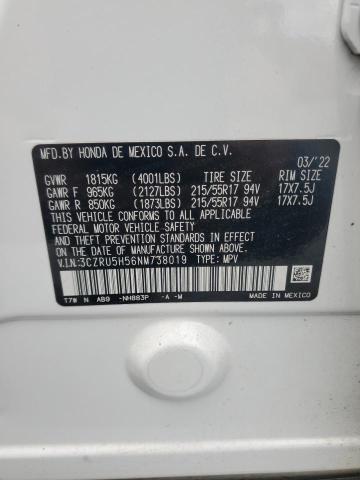 MFD.BY HONDA DE MEXICO S.A. DE C.V.
03/'22
GVWR 1815KG (4001LBS) TIRE SIZE RIM SIZE
GAWR F 965KG (2127LBS) 215/55R17 94V 17X7.5J
GAWR R 850KG (1873LBS) 215/55R17 94V 17X7.5J
THIS VEHICLE CONFORMS TO ALL APPLICABLE
FEDERAL MOTOR VEHICLE SAFETY
AND THEFT PREVENTION STANDARDS IN EFFECT ON THE DATE
OF MANUFACTURE SHOWN ABOVE.
V.I.N:3CZRU5H56NM738019 TYPE: MPV
T7W N AB9 -NH883P -A -M MADE IN MEXICO